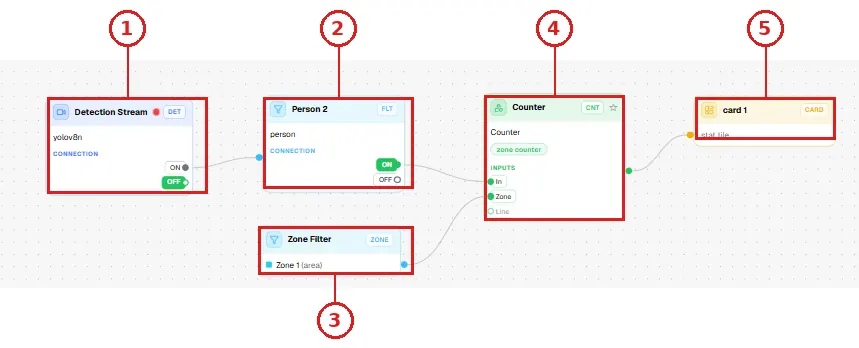 1
2
4
5
Detection Stream DET
yolov8n
CONNECTION
ON
OFF
Person 2 FLT
person
CONNECTION
ON
OFF
Counter CNT
Counter
zone counter
INPUTS
In
Zone
Line
card 1 CARD
stat tile
Zone Filter ZONE
Zone 1 (area)
3